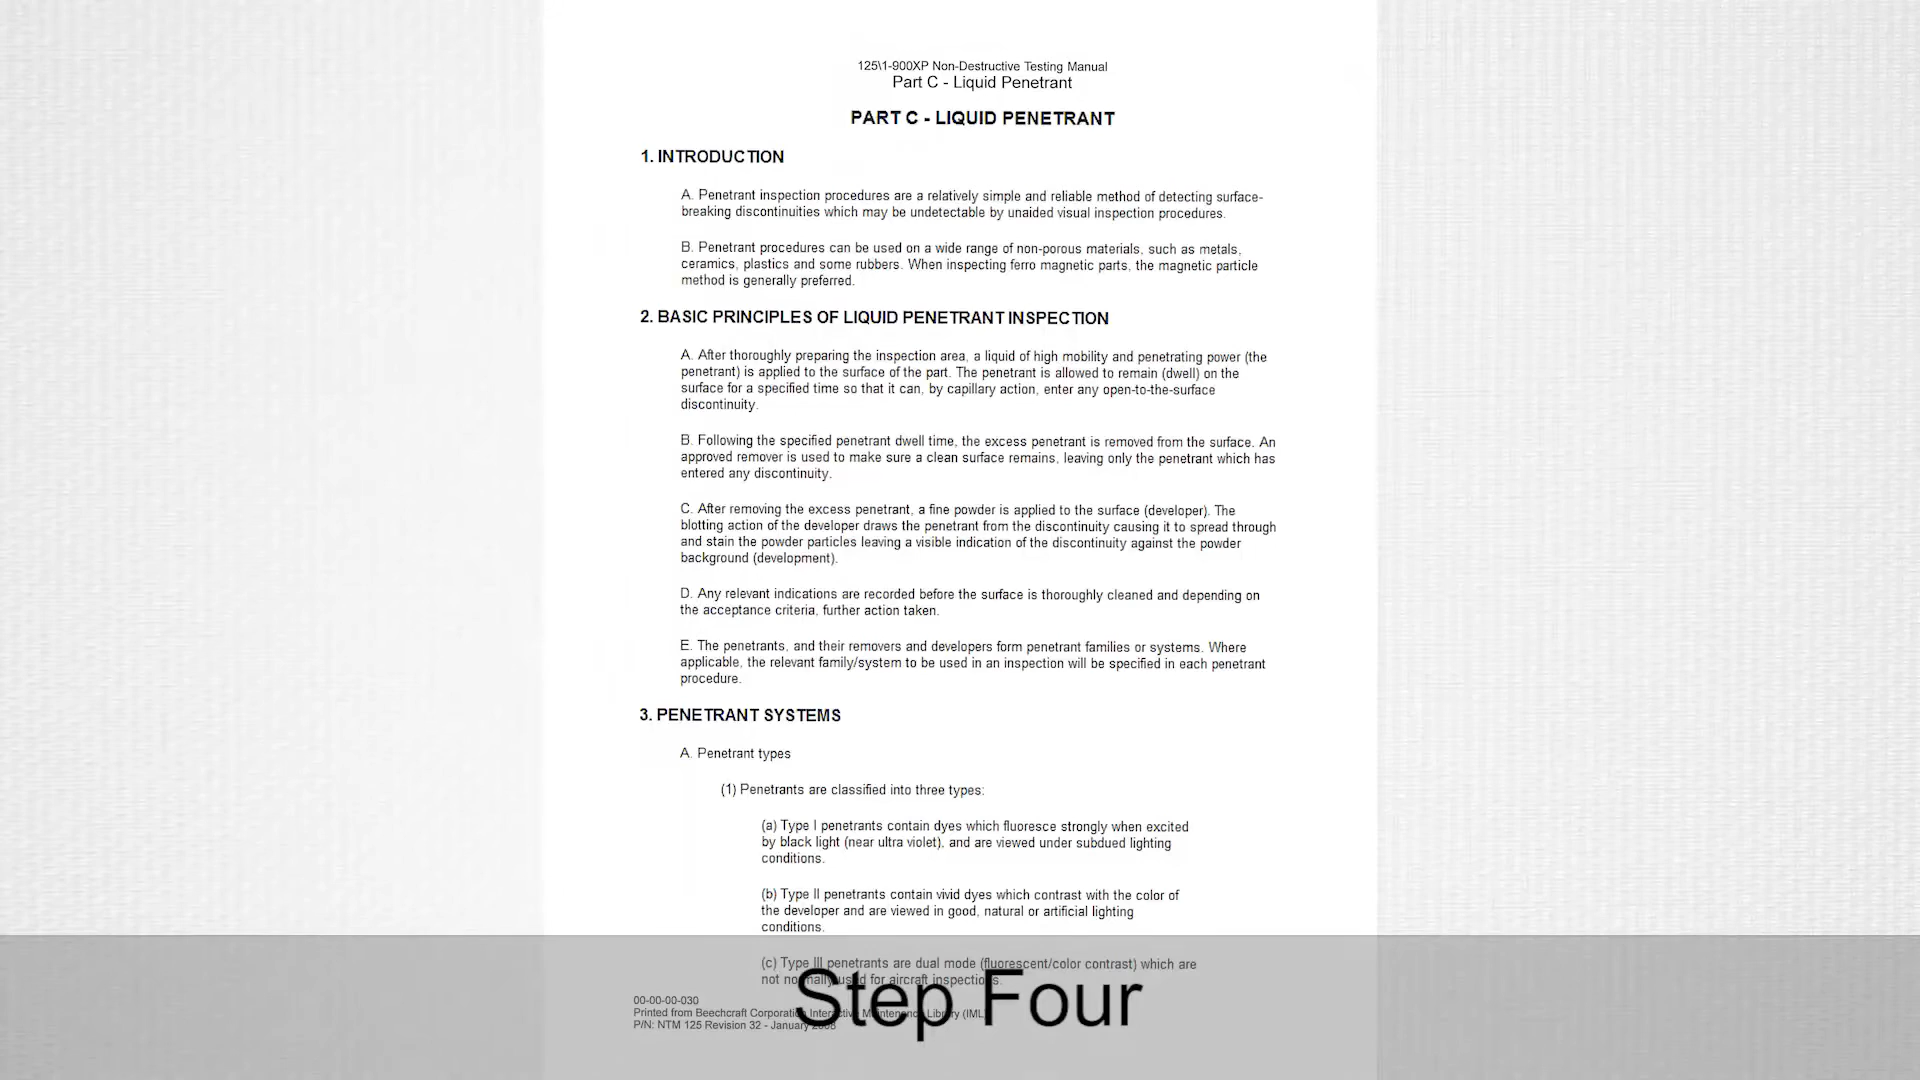 125\1-900XP Non-Destructive Testing Manual
Part C - Liquid Penetrant
PART C - LIQUID PENETRANT
1. INTRODUCTION
A. Penetrant inspection procedures are a relatively simple and reliable method of detecting surface-
breaking discontinuities which may be undetectable by unaided visual inspection procedures.
B. Penetrant procedures can be used on a wide range of non-porous materials, such as metals,
ceramics, plastics and some rubbers. When inspecting ferro magnetic parts, the magnetic particle
method is generally preferred.
2. BASIC PRINCIPLES OF LIQUID PENETRANT INSPECTION
A. After thoroughly preparing the inspection area, a liquid of high mobility and penetrating power (the
penetrant) is applied to the surface of the part. The penetrant is allowed to remain (dwell) on the
surface for a specified time so that it can, by capillary action, enter any open-to-the-surface
discontinuity.
B. Following the specified penetrant dwell time, the excess penetrant is removed from the surface. An
approved remover is used to make sure a clean surface remains, leaving only the penetrant which has
entered any discontinuity.
C. After removing the excess penetrant, a fine powder is applied to the surface (developer). The
blotting action of the developer draws the penetrant from the discontinuity causing it to spread through
and stain the powder particles leaving a visible indication of the discontinuity against the powder
background (development).
D. Any relevant indications are recorded before the surface is thoroughly cleaned and depending on
the acceptance criteria, further action taken.
E. The penetrants, and their removers and developers form penetrant families or systems. Where
applicable, the relevant family/system to be used in an inspection will be specified in each penetrant
procedure.
3. PENETRANT SYSTEMS
A. Penetrant types
(1) Penetrants are classified into three types:
(a) Type I penetrants contain dyes which fluoresce strongly when excited
by black light (near ultra violet), and are viewed under subdued lighting
conditions.
(b) Type II penetrants contain vivid dyes which contrast with the color of
the developer and are viewed in good, natural or artificial lighting
conditions.
(c) Type III penetrants are dual mode (fluorescent/color contrast) which are
not normally used for aircraft inspections.
Step Four
00-00-00-030
Printed from Beechcraft Corporation Interactive Maintenance Library (IML)
P/N: NTM 125 Revision 32 - January